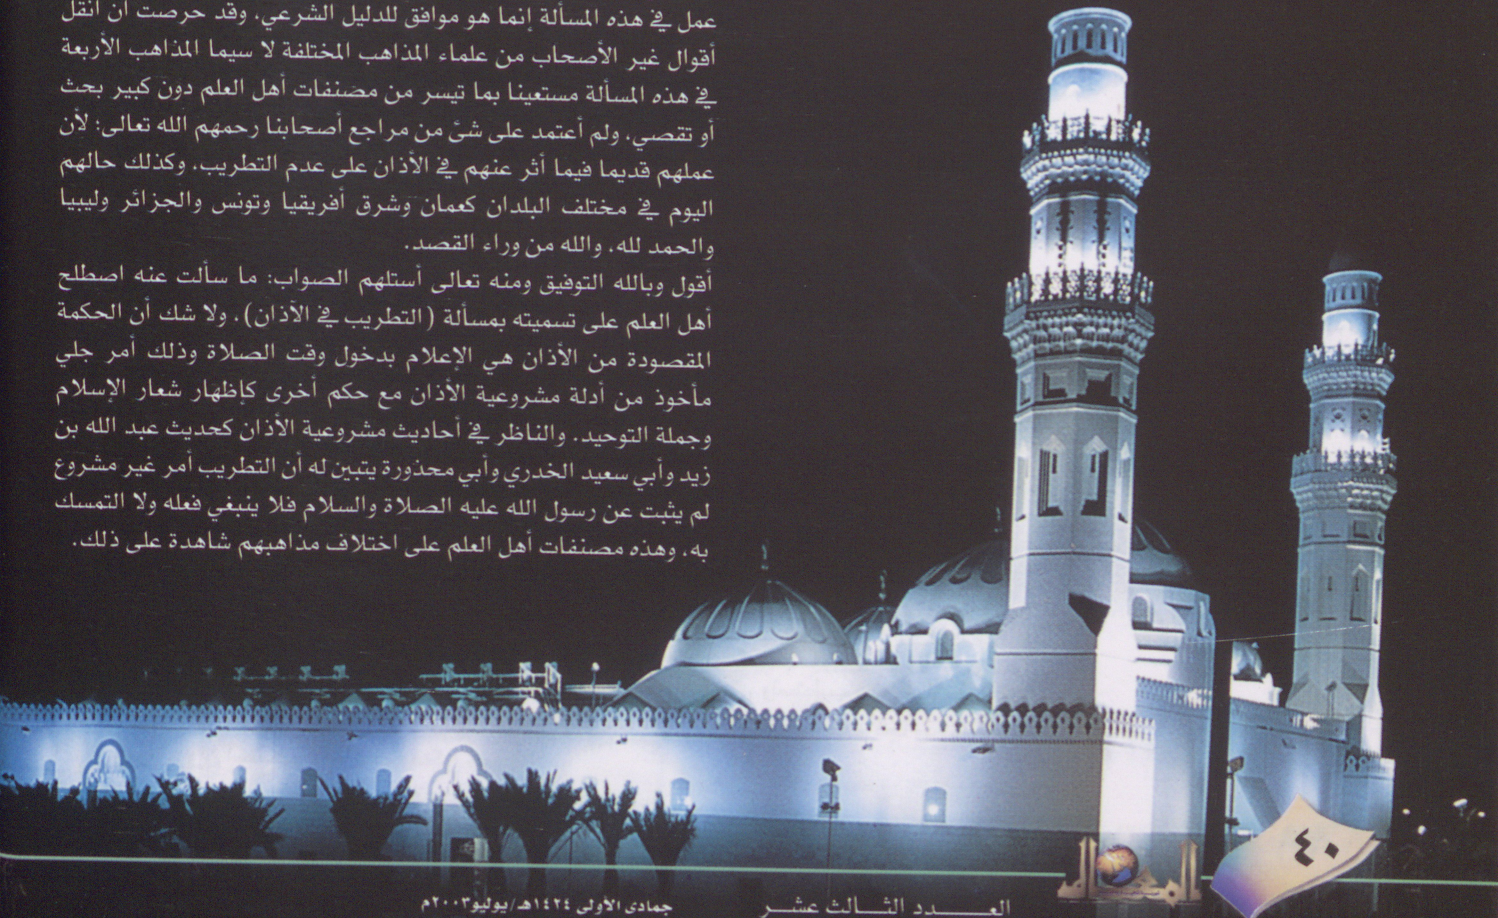 عمل في هذه المسألة إنما هو موافق للدليل الشرعي، وقد حرصت أن أنقل
أقوال غير الأصحاب من علماء المذاهب المختلفة لا سيما المذاهب الأربعة
في هذه المسألة مستعينا بما تيسر من مصنفات أهل العلم دون كبير بحث
أو تقصي، ولم أعتمد على شئ من مراجع أصحابنا رحمهم الله تعالى؛ لأن
عملهم قديما فيما أثر عنهم في الأذان على عدم التطريب، وكذلك حالهم
اليوم في مختلف البلدان كعمان وشرق أفريقيا وتونس والجزائر وليبيا
والحمد لله، والله من وراء القصد.
أقول وبالله التوفيق ومنه تعالى أستلهم الصواب: ما سألت عنه اصطلح
أهل العلم على تسميته بمسألة (التطريب في الآذان)، ولا شك أن الحكمة
المقصودة من الأذان هي الإعلام بدخول وقت الصلاة وذلك أمر جلي
مأخوذ من أدلة مشروعية الأذان مع حكم أخرى كإظهار شعار الإسلام
وجملة التوحيد، والناظر في أحاديث مشروعية الأذان كحديث عبد الله بن
زيد وأبي سعيد الخدري وأبي محذورة يتبين له أن التطريب أمر غير مشروع
لم يثبت عن رسول الله عليه الصلاة والسلام فلا ينبغي فعله ولا التمسك
به، وهذه مصنفات أهل العلم على اختلاف مذاهبهم شاهدة على ذلك.
٤٠
العدد الثالث عشر
جمادى الأولى ١٤٢٤هـ/يوليو٢٠٠٣م